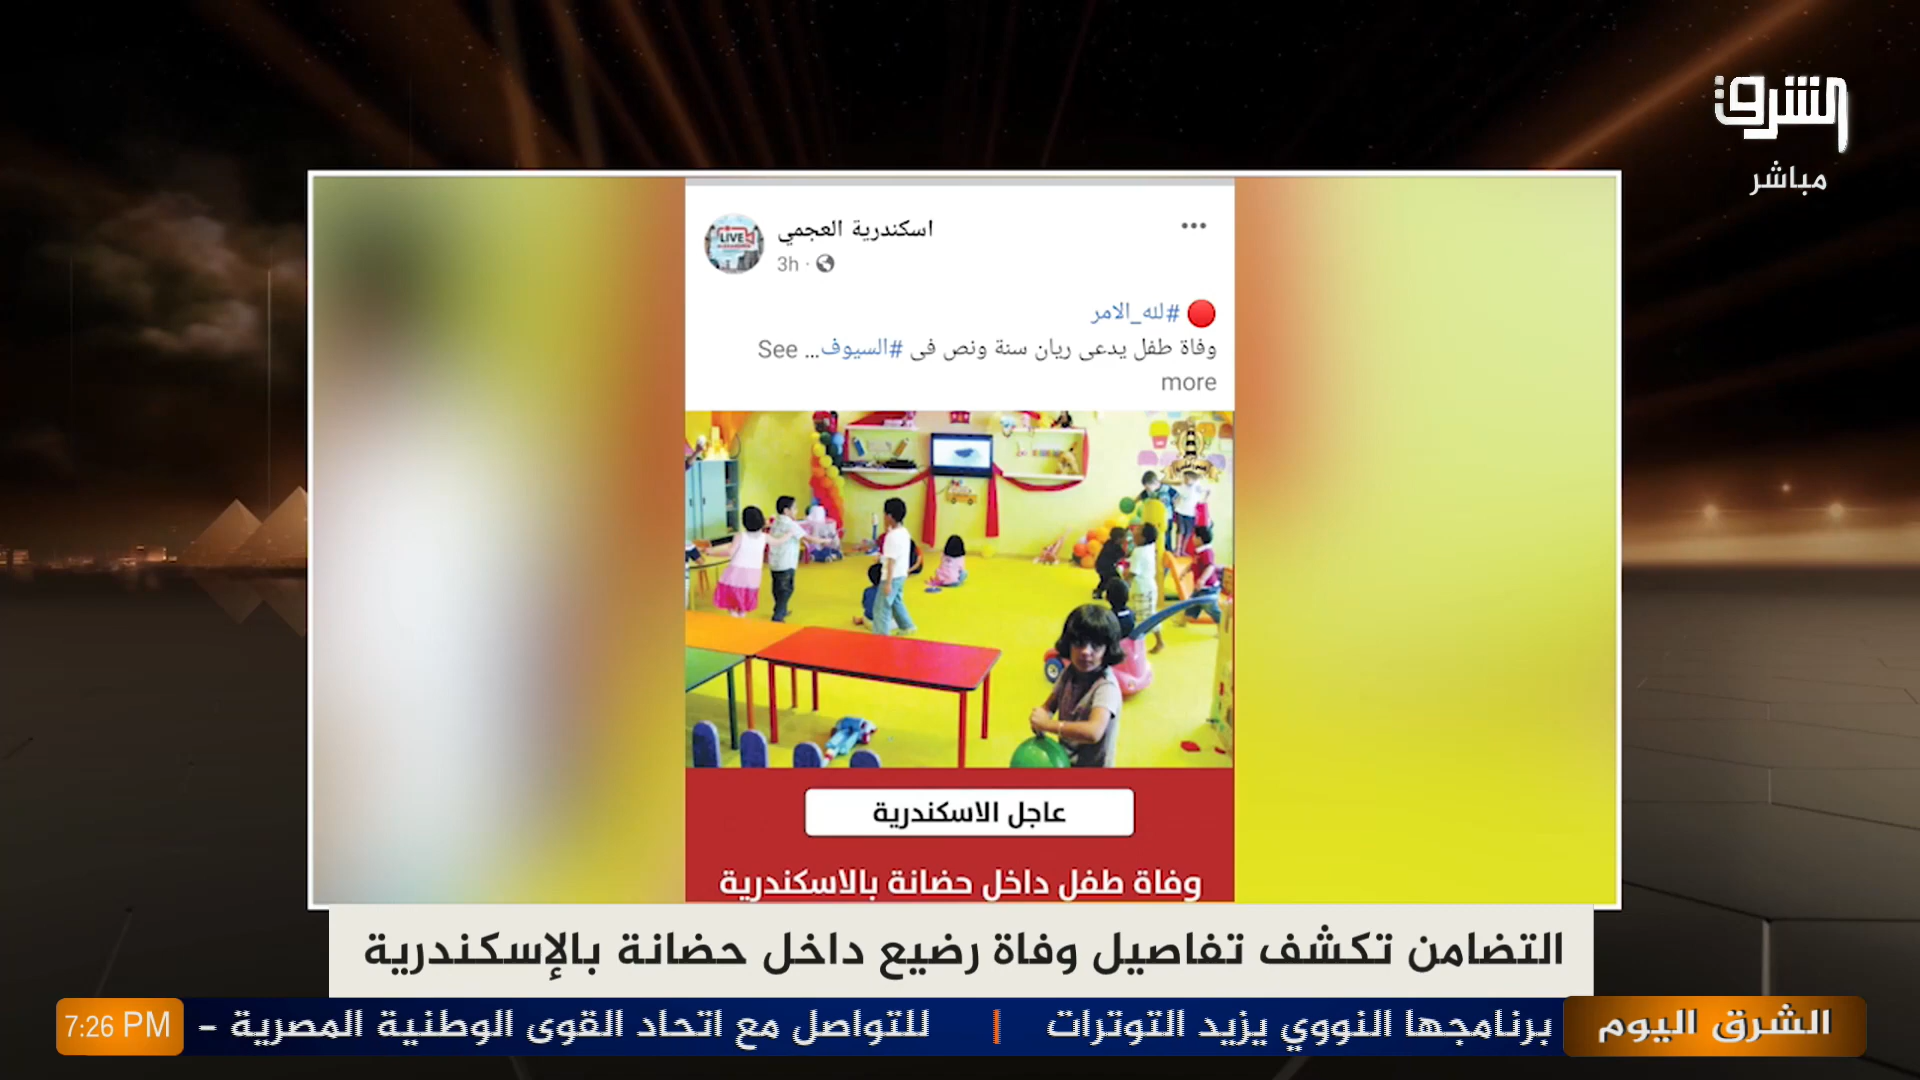 الشرق
مباشر
اسكندرية العجمي
3h
LIVE
#لله_الامر
وفاة طفل يدعى ريان سنة ونص فى #السيوف... See
more
عاجل الاسكندرية
وفاة طفل داخل حضانة بالاسكندرية
التضامن تكشف تفاصيل وفاة رضيع داخل حضانة بالإسكندرية
الشرق اليوم
برنامجها النووي يزيد التوترات | للتواصل مع اتحاد القوى الوطنية المصرية –
7:26 PM